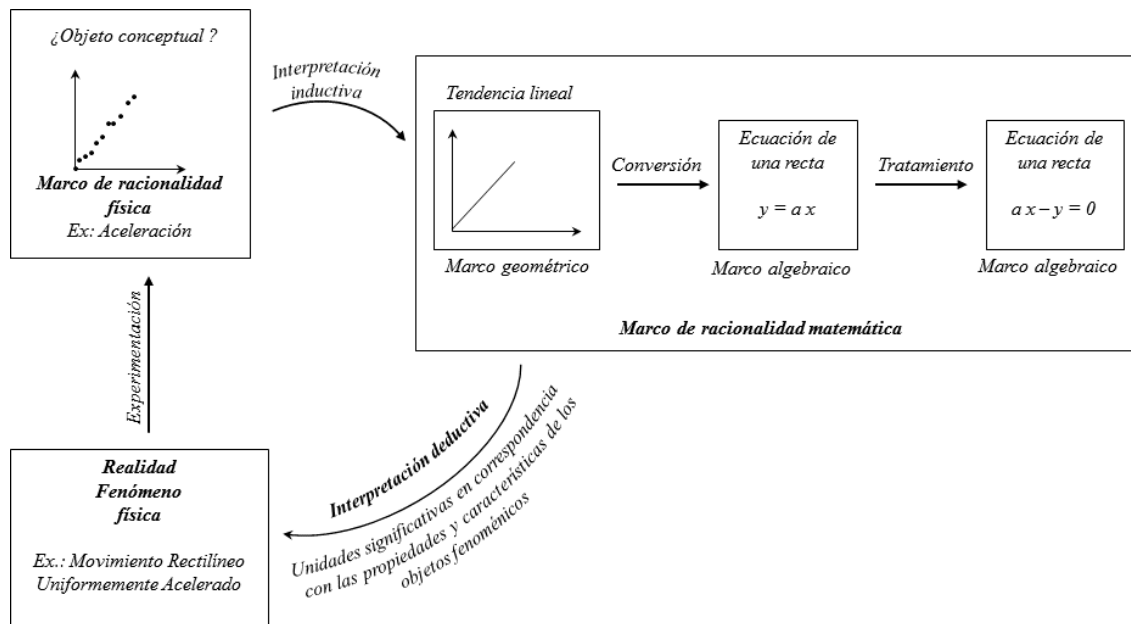 ¿Objeto conceptual ?
Marco de racionalidad
física
Ex: Aceleración
Interpretación
inductiva
Tendencia lineal
Marco geométrico
Conversión
Ecuación de
una recta
y = a x
Marco algebraico
Tratamiento
Ecuación de
una recta
a x – y = 0
Marco algebraico
Marco de racionalidad matemática
Experimentación
Interpretación deductiva
Unidades significativas en correspondencia
con las propiedades y características de los
objetos fenoménicos
Realidad
Fenómeno
física
Ex.: Movimiento Rectilíneo
Uniformemente Acelerado